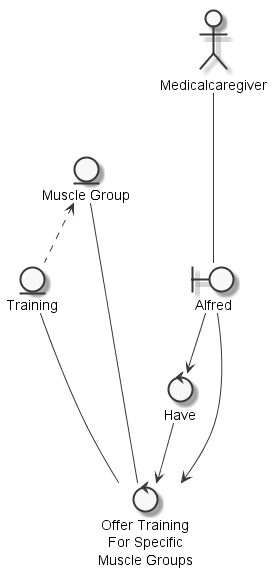 Medicalcaregiver
Muscle Group
Training
Alfred
Have
Offer Training
For Specific
Muscle Groups